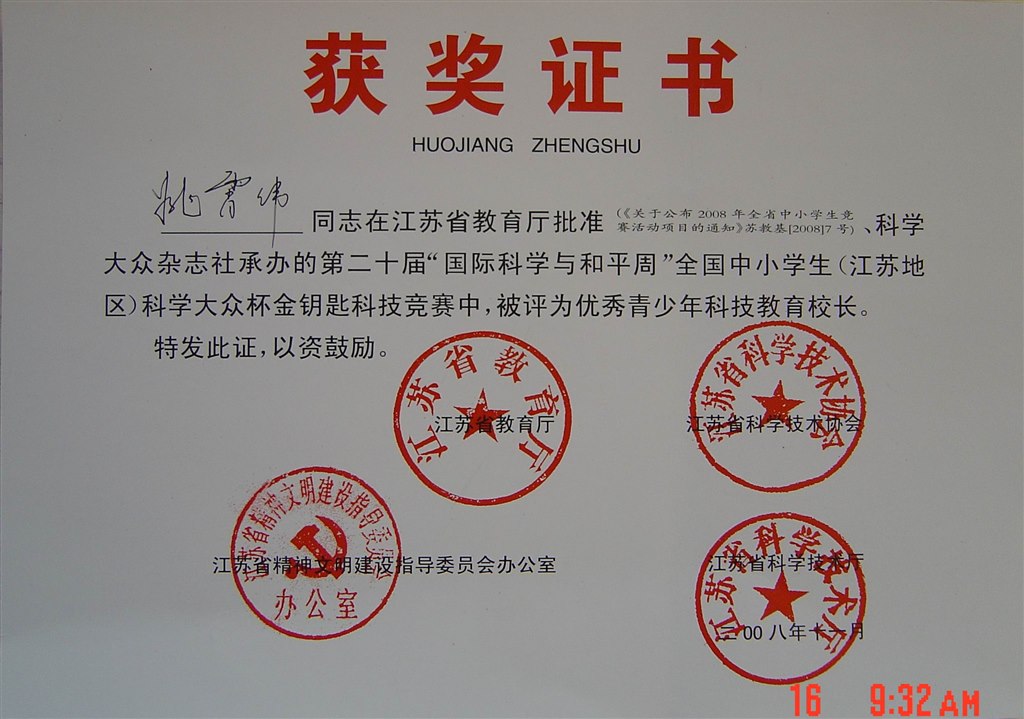 获奖证书
HUOJIANG ZHENGSHU
姚霄伟 同志在江苏省教育厅批准(《关于公布 2008 年全省中小学生竞
赛活动项目的通知》苏教基[2008]7 号)、科学
大众杂志社承办的第二十届“国际科学与和平周”全国中小学生(江苏地
区)科学大众杯金钥匙科技竞赛中,被评为优秀青少年科技教育校长。
特发此证,以资鼓励。
江苏省教育厅
江苏省教育厅
江苏省科学技术协会
江苏省科学技术协会
江苏省精神文明建设指导委员会
江苏省精神文明建设指导委员会办公室
办公室
江苏省科学技术厅
江苏省科学技术厅
二00八年十一月
16 9:32 AM